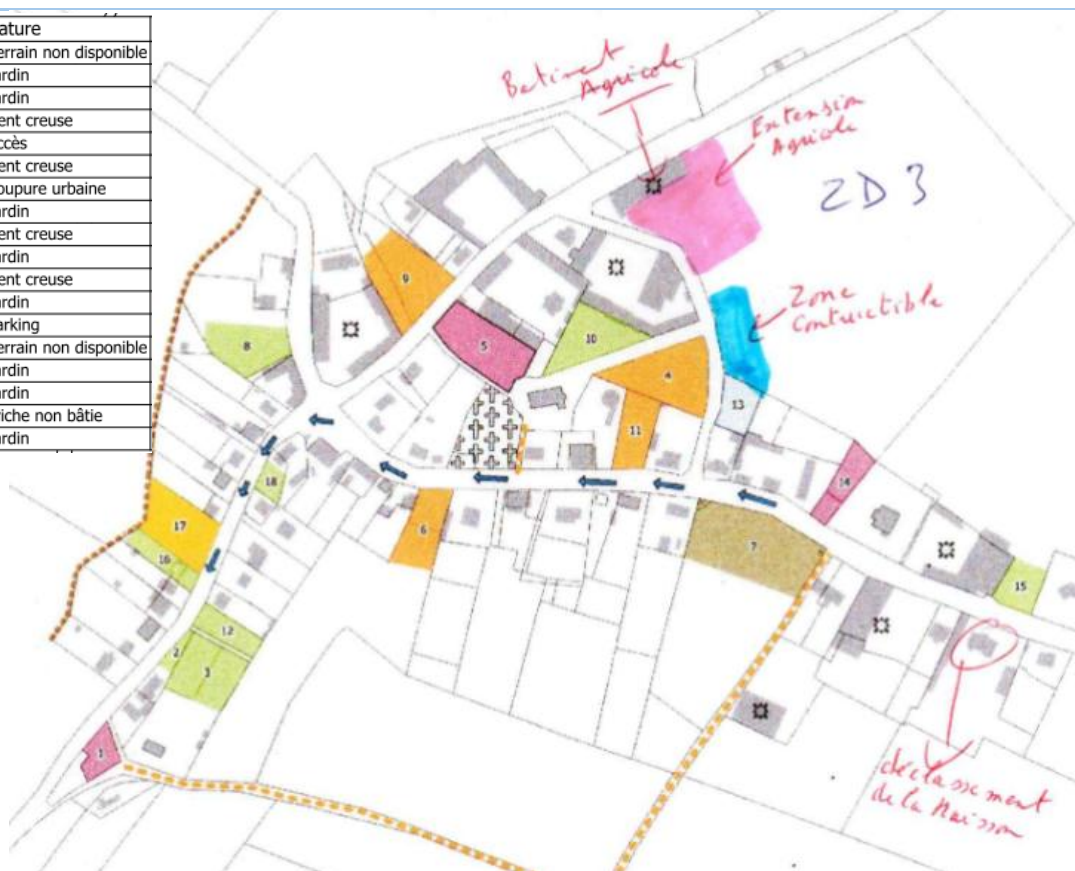 ature
errain non disponible
ardin
ardin
ent creuse
ccès
ent creuse
oupure urbaine
ardin
ent creuse
ardin
ent creuse
ardin
arking
errain non disponible
ardin
ardin
riche non bâtie
ardin
Batiment
Agricole
Extension
Agricole
ZD 3
Zone
Contructible
9
5
10
8
4
13
11
14
18
6
17
7
16
15
12
2
3
1
déclassement
de la Maison